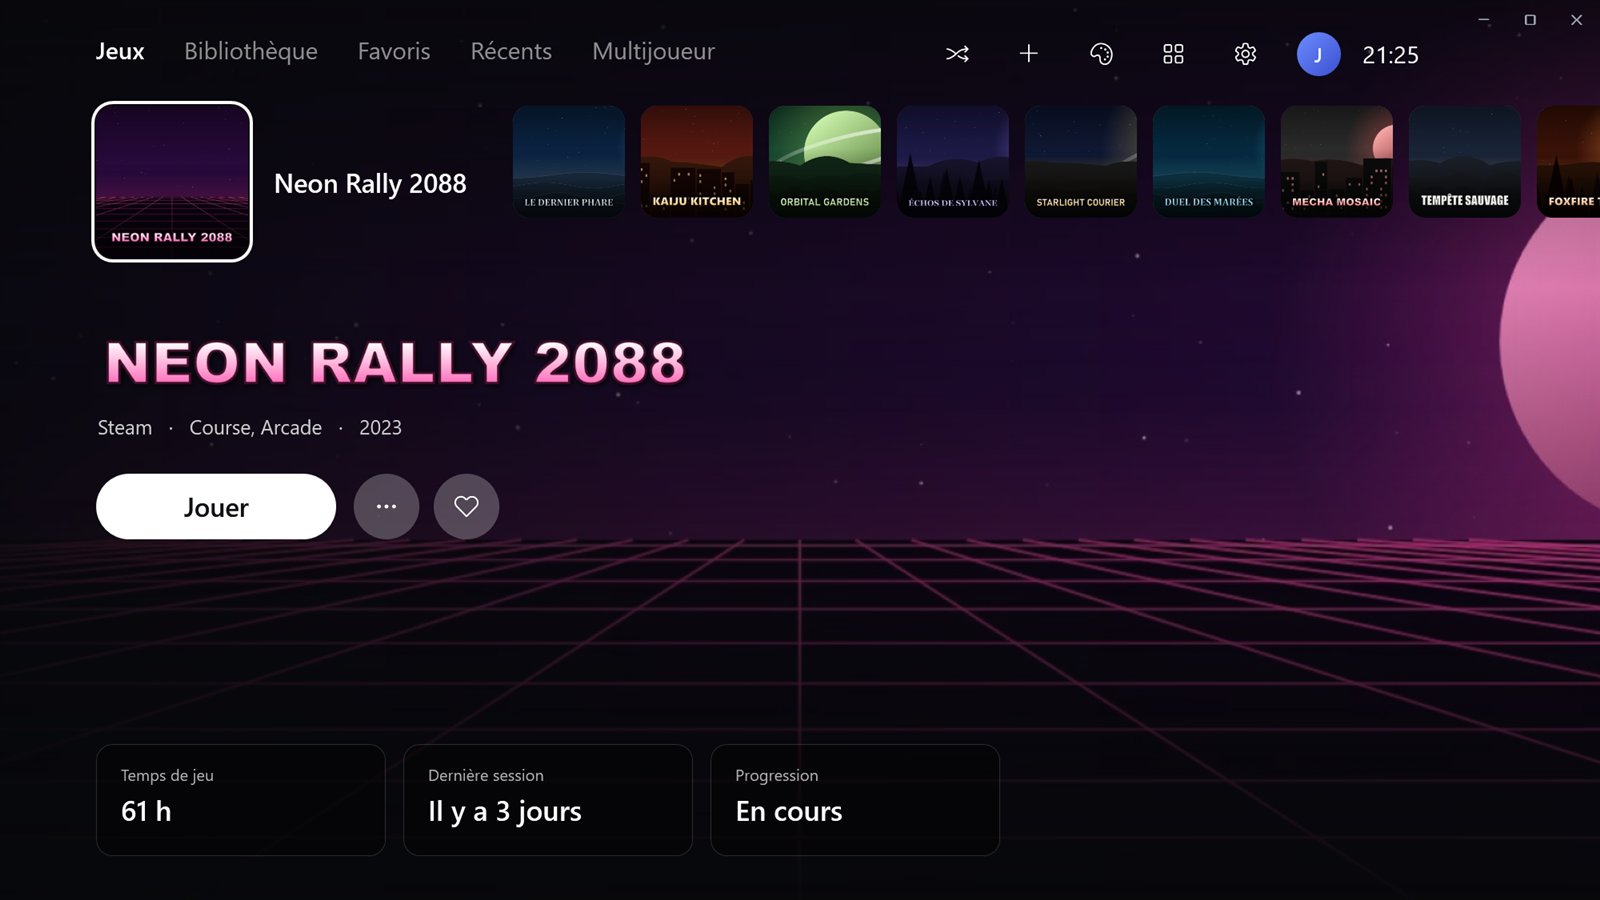 Jeux Bibliothèque Favoris Récents Multijoueur J 21:25
NEON RALLY 2088
Neon Rally 2088
LE DERNIER PHARE
KAIJU KITCHEN
ORBITAL GARDENS
ÉCHOS DE SYLVANE
STARLIGHT COURIER
DUEL DES MARÉES
MECHA MOSAIC
TEMPÊTE SAUVAGE
FOXFIRE
NEON RALLY 2088
Steam · Course, Arcade · 2023
Jouer
Temps de jeu
61 h
Dernière session
Il y a 3 jours
Progression
En cours